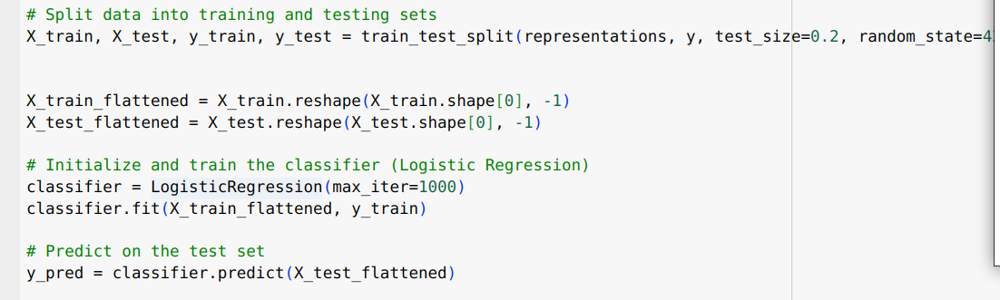 # Split data into training and testing sets
X_train, X_test, y_train, y_test = train_test_split(representations, y, test_size=0.2, random_state=4
X_train_flattened = X_train.reshape(X_train.shape[0], -1)
X_test_flattened = X_test.reshape(X_test.shape[0], -1)
# Initialize and train the classifier (Logistic Regression)
classifier = LogisticRegression(max_iter=1000)
classifier.fit(X_train_flattened, y_train)
# Predict on the test set
y_pred = classifier.predict(X_test_flattened)